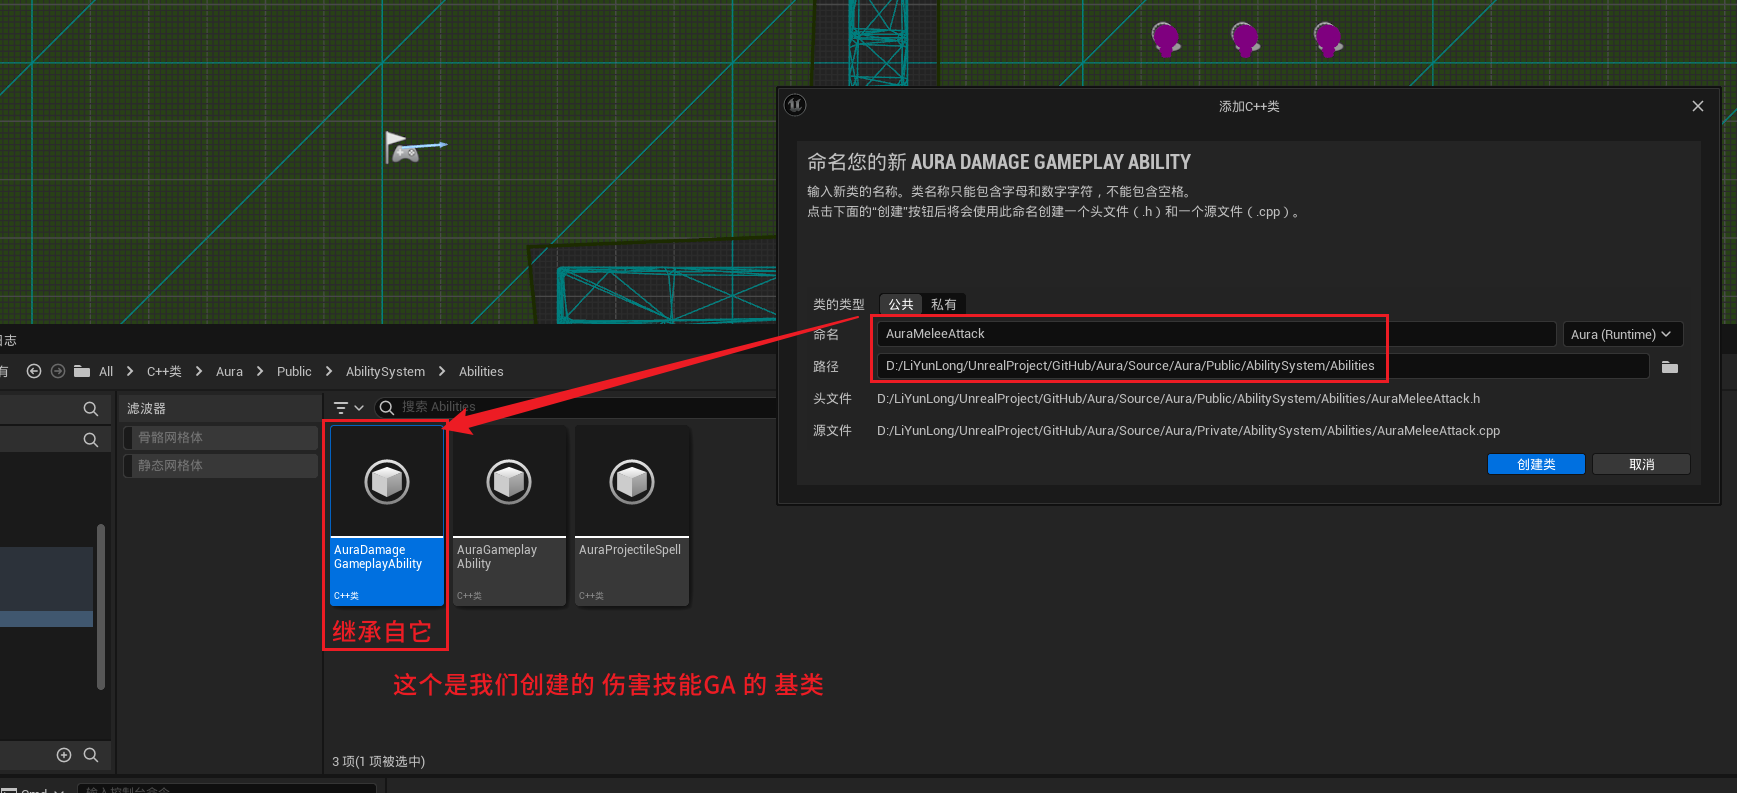 添加C++类
命名您的新 AURA DAMAGE GAMEPLAY ABILITY
输入新类的名称。类名称只能包含字母和数字字符，不能包含空格。
点击下面的“创建”按钮后将会使用此命名创建一个头文件（.h）和一个源文件（.cpp）。
类的类型 公共 私有
命名 AuraMeleeAttack Aura (Runtime)
路径 D:/LiYunLong/UnrealProject/GitHub/Aura/Source/Aura/Public/AbilitySystem/Abilities
头文件 D:/LiYunLong/UnrealProject/GitHub/Aura/Source/Aura/Public/AbilitySystem/Abilities/AuraMeleeAttack.h
源文件 D:/LiYunLong/UnrealProject/GitHub/Aura/Source/Aura/Private/AbilitySystem/Abilities/AuraMeleeAttack.cpp
创建类 取消
日志
有 All C++类 Aura Public AbilitySystem Abilities
滤波器
搜索 Abilities
骨骼网格体
静态网格体
AuraDamage
GameplayAbility
C++类
AuraGameplay
Ability
C++类
AuraProjectileSpell
C++类
继承自它
这个是我们创建的 伤害技能GA 的 基类
3 项(1 项被选中)
Cmd 输入控制台命令